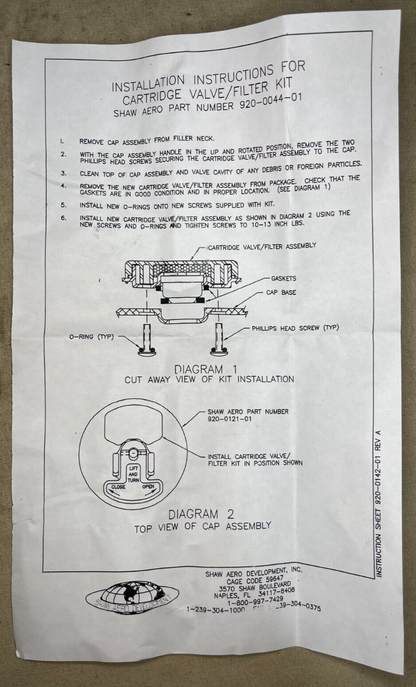 INSTALLATION INSTRUCTIONS FOR
CARTRIDGE VALVE/FILTER KIT
SHAW AERO PART NUMBER 920-0044-01
1. REMOVE CAP ASSEMBLY FROM FILLER NECK.
2. WITH THE CAP ASSEMBLY HANDLE IN THE UP AND ROTATED POSITION, REMOVE THE TWO
PHILLIPS HEAD SCREWS SECURING THE CARTRIDGE VALVE/FILTER ASSEMBLY TO THE CAP.
3. CLEAN TOP OF CAP ASSEMBLY AND VALVE CAVITY OF ANY DEBRIS OR FOREIGN PARTICLES.
4. REMOVE THE NEW CARTRIDGE VALVE/FILTER ASSEMBLY FROM PACKAGE. CHECK THAT THE
GASKETS ARE IN GOOD CONDITION AND IN PROPER LOCATION. (SEE DIAGRAM 1)
5. INSTALL NEW O-RINGS ONTO NEW SCREWS SUPPLIED WITH KIT.
6. INSTALL NEW CARTRIDGE VALVE/FILTER ASSEMBLY AS SHOWN IN DIAGRAM 2 USING THE
NEW SCREWS AND O-RINGS AND TIGHTEN SCREWS TO 10-13 INCH LBS.
CARTRIDGE VALVE/FILTER ASSEMBLY
GASKETS
CAP BASE
O-RING (TYP)
PHILLIPS HEAD SCREW (TYP)
DIAGRAM 1
CUT AWAY VIEW OF KIT INSTALLATION
SHAW AERO PART NUMBER
920-0121-01
INSTALL CARTRIDGE VALVE/
FILTER KIT IN POSITION SHOWN
LIFT
AND
TURN
CLOSE OPEN
DIAGRAM 2
TOP VIEW OF CAP ASSEMBLY
INSTRUCTION SHEET 920-0142-01 REV A
SHAW AERO DEVELOPMENT
SHAW AERO DEVELOPMENT, INC.
CAGE CODE 59647
3570 SHAW BOULEVARD
NAPLES, FL 34117-8408
1-800-997-7429
1-239-304-1000 -39-304-0375